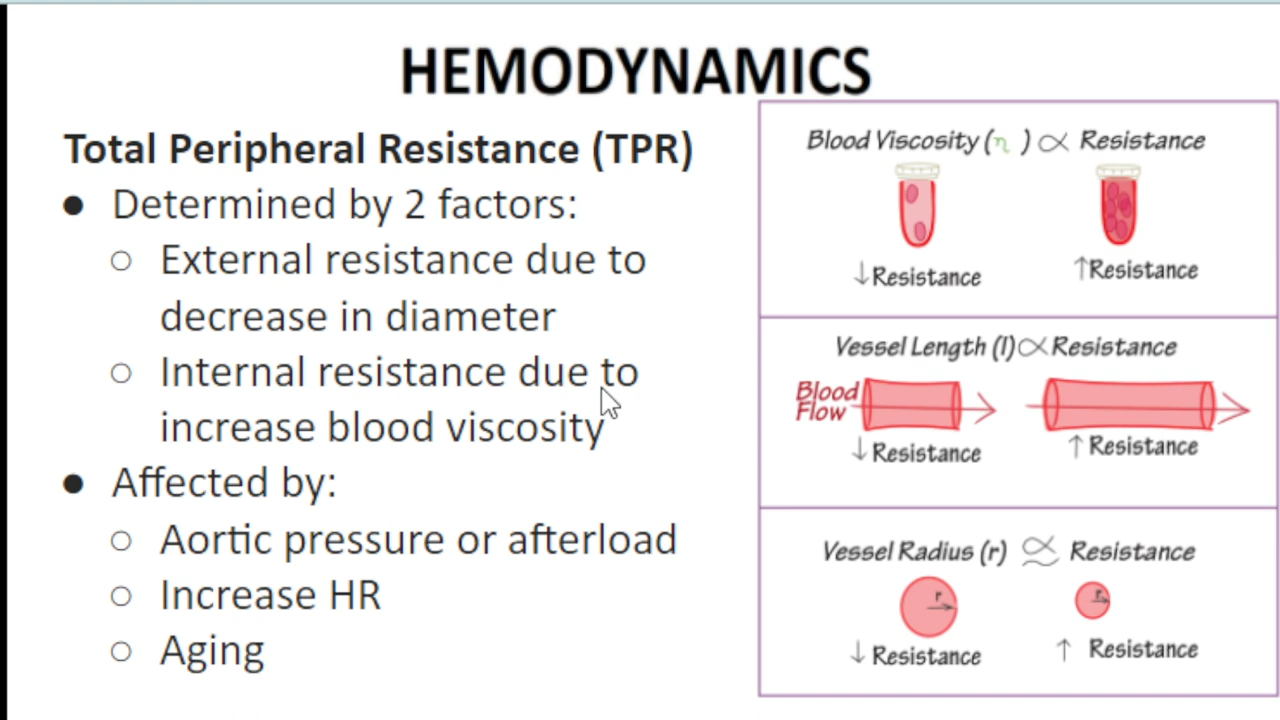 HEMODYNAMICS
Total Peripheral Resistance (TPR)
● Determined by 2 factors:
○ External resistance due to
decrease in diameter
○ Internal resistance due to
increase blood viscosity
● Affected by:
○ Aortic pressure or afterload
○ Increase HR
○ Aging
Blood Viscosity (η) ∝ Resistance
↓Resistance ↑Resistance
Vessel Length (l) ∝ Resistance
Blood
Flow
↓ Resistance ↑ Resistance
Vessel Radius (r) ∝ Resistance
r r
↓ Resistance ↑ Resistance